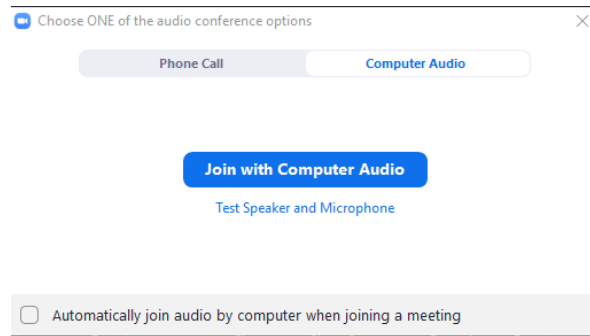 Choose ONE of the audio conference options
Phone Call
Computer Audio
Join with Computer Audio
Test Speaker and Microphone
Automatically join audio by computer when joining a meeting